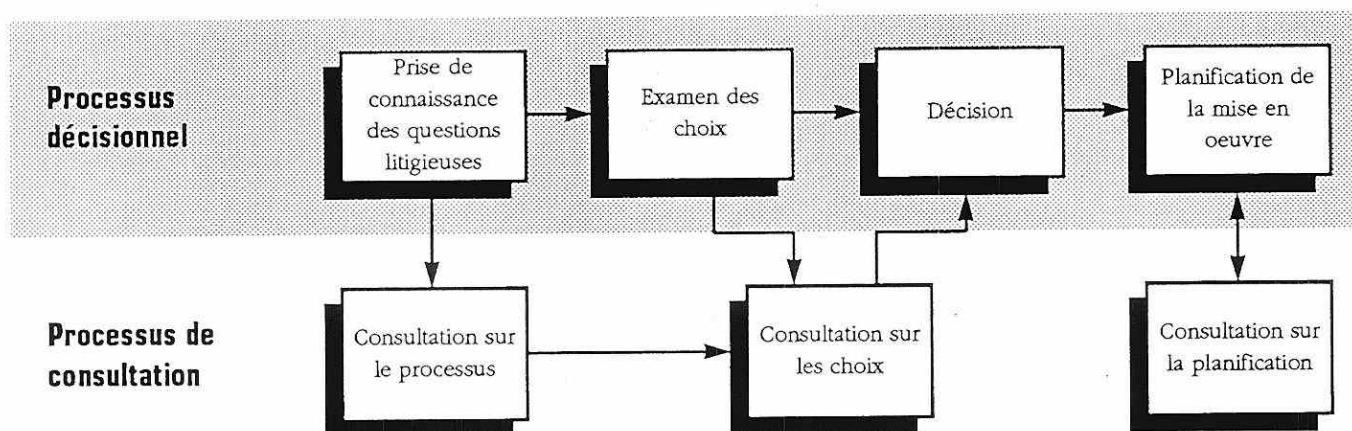 Processus
décisionnel
Prise de
connaissance
des questions
litigieuses
Examen des
choix
Décision
Planification de
la mise en
oeuvre
Processus de
consultation
Consultation sur
le processus
Consultation sur
les choix
Consultation sur
la planification